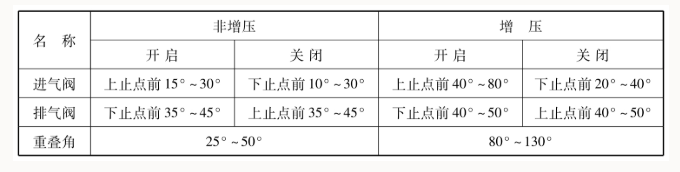 名 称 非增压 增 压
开 启 关 闭 开 启 关 闭
进气阀 上止点前 15°~30° 下止点前 10°~30° 上止点前 40°~80° 下止点前 20°~40°
排气阀 下止点前 35°~45° 上止点前 35°~45° 下止点前 40°~50° 上止点前 40°~50°
重叠角 25°~50° 80°~130°